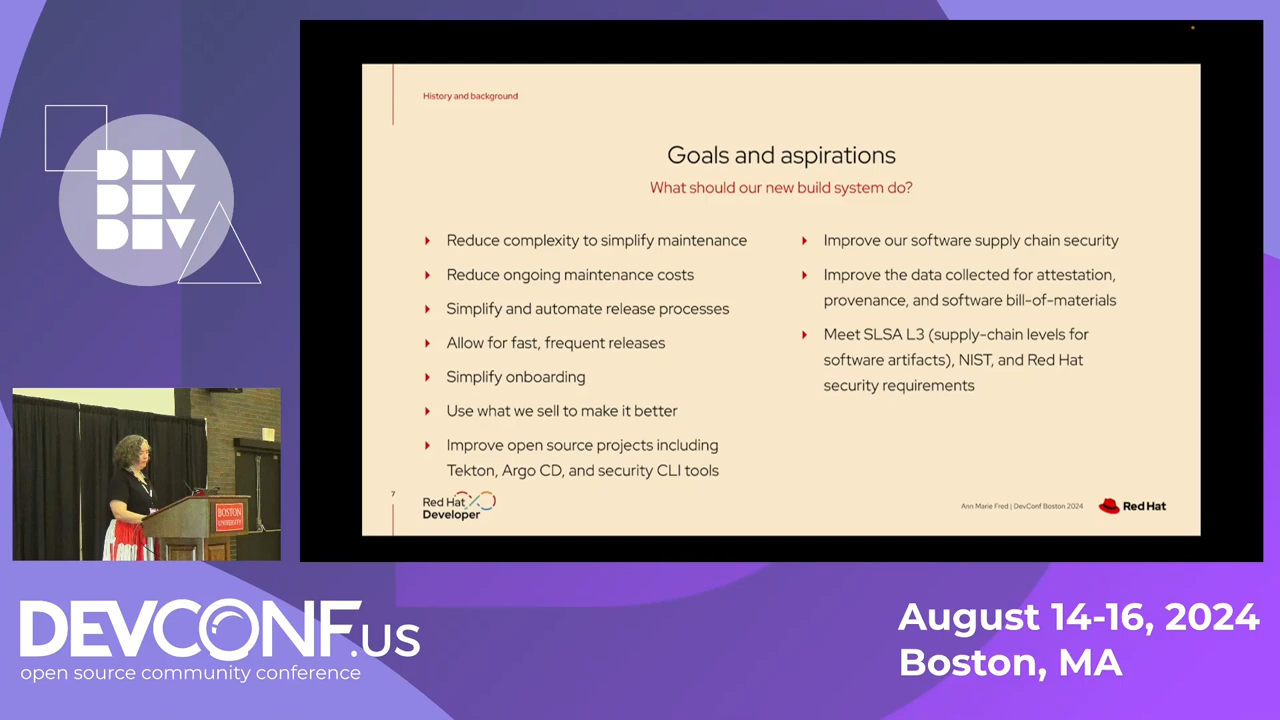 DEV
DEV
DEV
History and background
Goals and aspirations
What should our new build system do?
Reduce complexity to simplify maintenance
Reduce ongoing maintenance costs
Simplify and automate release processes
Allow for fast, frequent releases
Simplify onboarding
Use what we sell to make it better
Improve open source projects including
Tekton, Argo CD, and security CLI tools
Improve our software supply chain security
Improve the data collected for attestation,
provenance, and software bill-of-materials
Meet SLSA L3 (supply-chain levels for
software artifacts), NIST, and Red Hat
security requirements
7
Red Hat
Developer
Ann Marie Fred | DevConf Boston 2024
Red Hat
BOSTON
UNIVERSITY
DEVCONF.us
open source community conference
August 14-16, 2024
Boston, MA